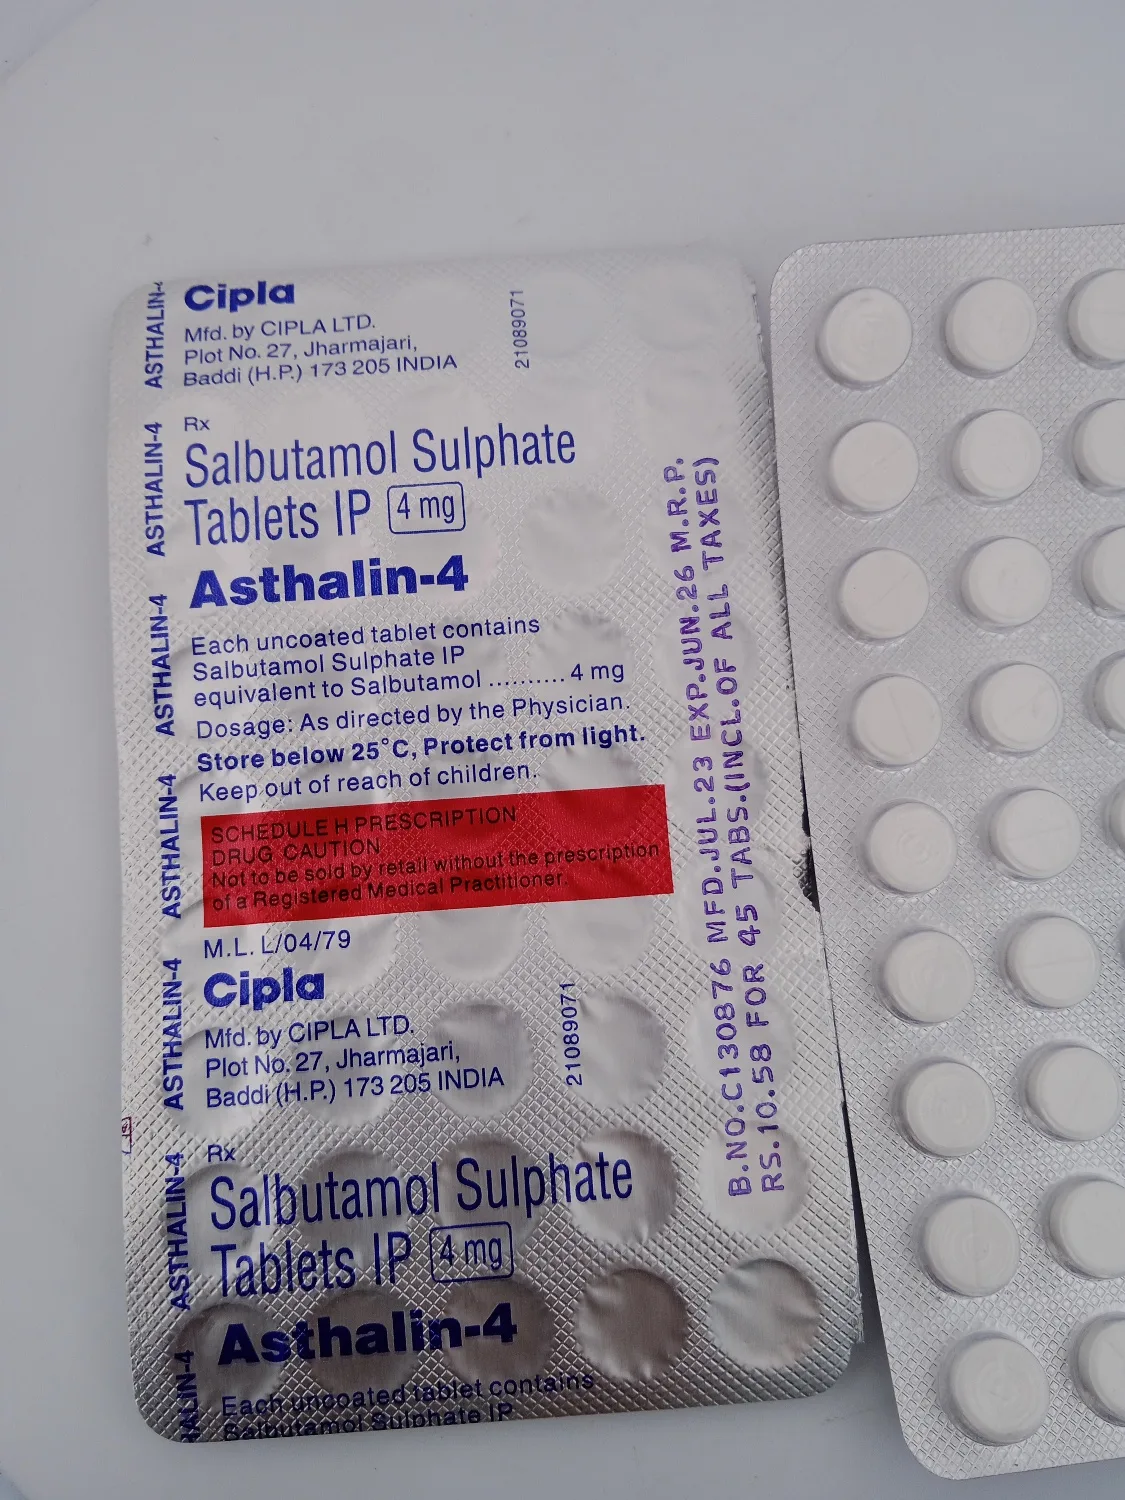 Cipla
Mfd. by CIPLA LTD.
Plot No. 27, Jharmajari,
Baddi (H.P.) 173 205 INDIA
21089071
Rx
Salbutamol Sulphate
Tablets IP 4 mg
Asthalin-4
Each uncoated tablet contains
Salbutamol Sulphate IP
equivalent to Salbutamol .......... 4 mg
Dosage: As directed by the Physician.
Store below 25°C, Protect from light.
Keep out of reach of children.
SCHEDULE H PRESCRIPTION
DRUG CAUTION
Not to be sold by retail without the prescription
of a Registered Medical Practitioner.
M.L. L/04/79
Cipla
Mfd. by CIPLA LTD.
Plot No. 27, Jharmajari,
Baddi (H.P.) 173 205 INDIA
21089071
Rx
Salbutamol Sulphate
Tablets IP 4 mg
Asthalin-4
Each uncoated tablet contains
Salbutamol Sulphate IP
ASTHALIN-4
ASTHALIN-4
ASTHALIN-4
ASTHALIN-4
ASTHALIN-4
ASTHALIN-4
ALIN-4
B.NO.C130876 MFD.JUL.23 EXP.JUN.26 M.R.P.
RS.10.58 FOR 45 TABS.(INCL.OF ALL TAXES)